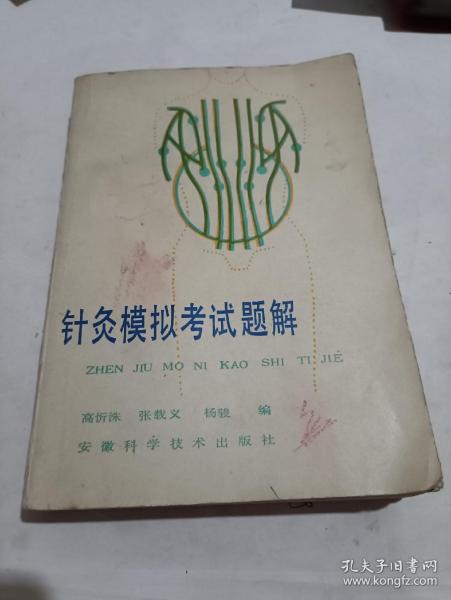 针灸模拟考试题解
ZHEN JIU MO NI KAO SHI TI JIE
高忻洙 张载义 杨骏 编
安徽科学技术出版社
孔夫子旧书网
www.kongfz.com